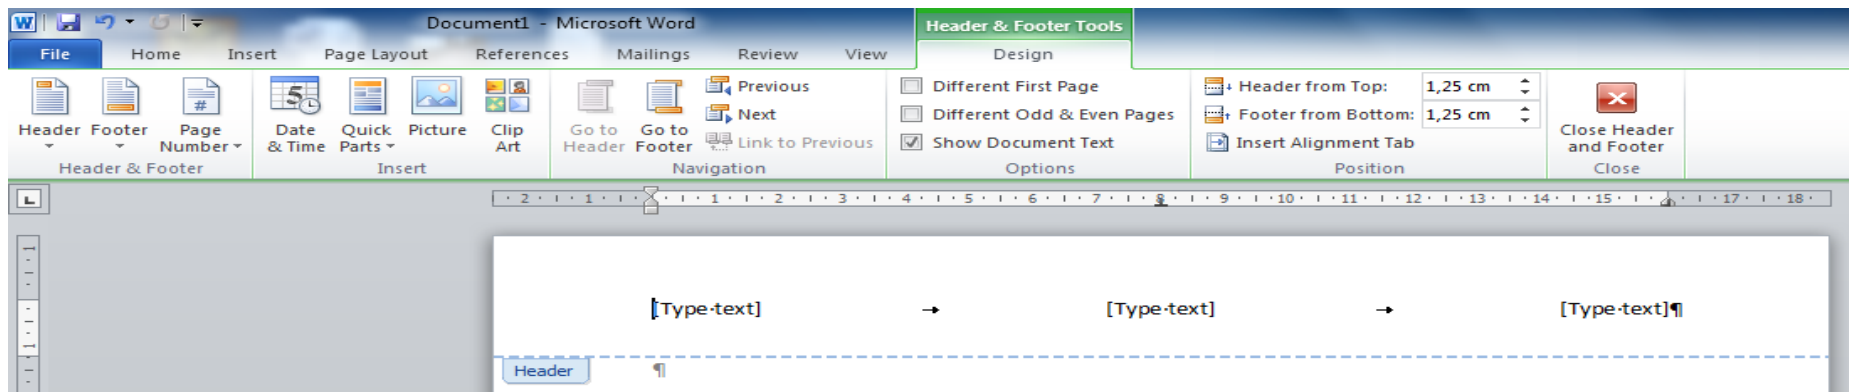 Document1 - Microsoft Word
Header & Footer Tools
File Home Insert Page Layout References Mailings Review View Design
Header Footer Page Number
Header & Footer
Date & Time Quick Parts Picture Clip Art
Insert
Go to Header Go to Footer Previous Next Link to Previous
Navigation
Different First Page
Different Odd & Even Pages
Show Document Text
Options
Header from Top: 1,25 cm
Footer from Bottom: 1,25 cm
Insert Alignment Tab
Position
Close Header and Footer
Close
L
· 2 · ı · 1 · ı · · ı · 1 · ı · 2 · ı · 3 · ı · 4 · ı · 5 · ı · 6 · ı · 7 · ı · 8 · ı · 9 · ı · 10 · ı · 11 · ı · 12 · ı · 13 · ı · 14 · ı · 15 · ı · · ı · 17 · ı · 18 ·
[Type·text] → [Type·text] → [Type·text]¶
Header ¶